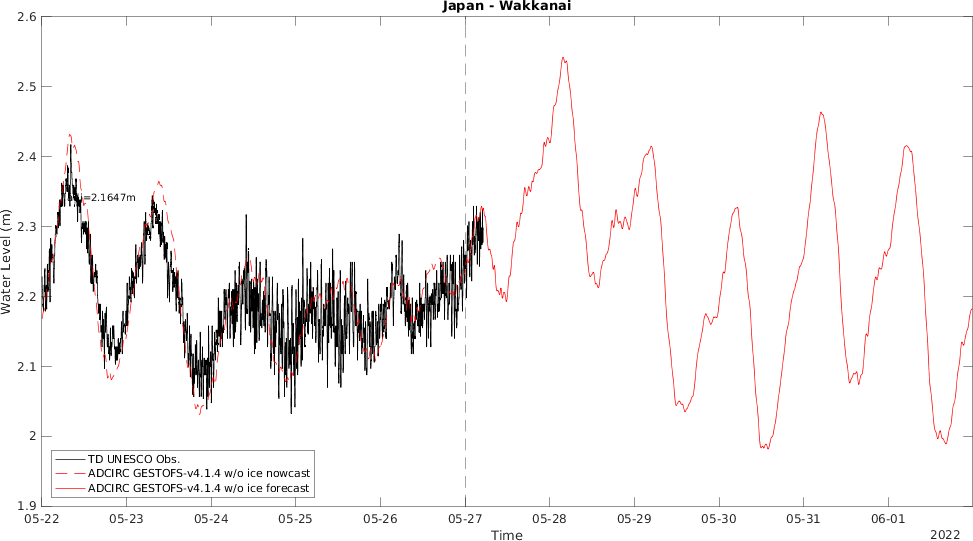 Japan - Wakkanai
2.6
2.5
2.4
2.3
2.2
2.1
2
1.9
Water Level (m)
=2.1647m
TD UNESCO Obs.
ADCIRC GESTOFS-v4.1.4 w/o ice nowcast
ADCIRC GESTOFS-v4.1.4 w/o ice forecast
05-22 05-23 05-24 05-25 05-26 05-27 05-28 05-29 05-30 05-31 06-01
Time
2022